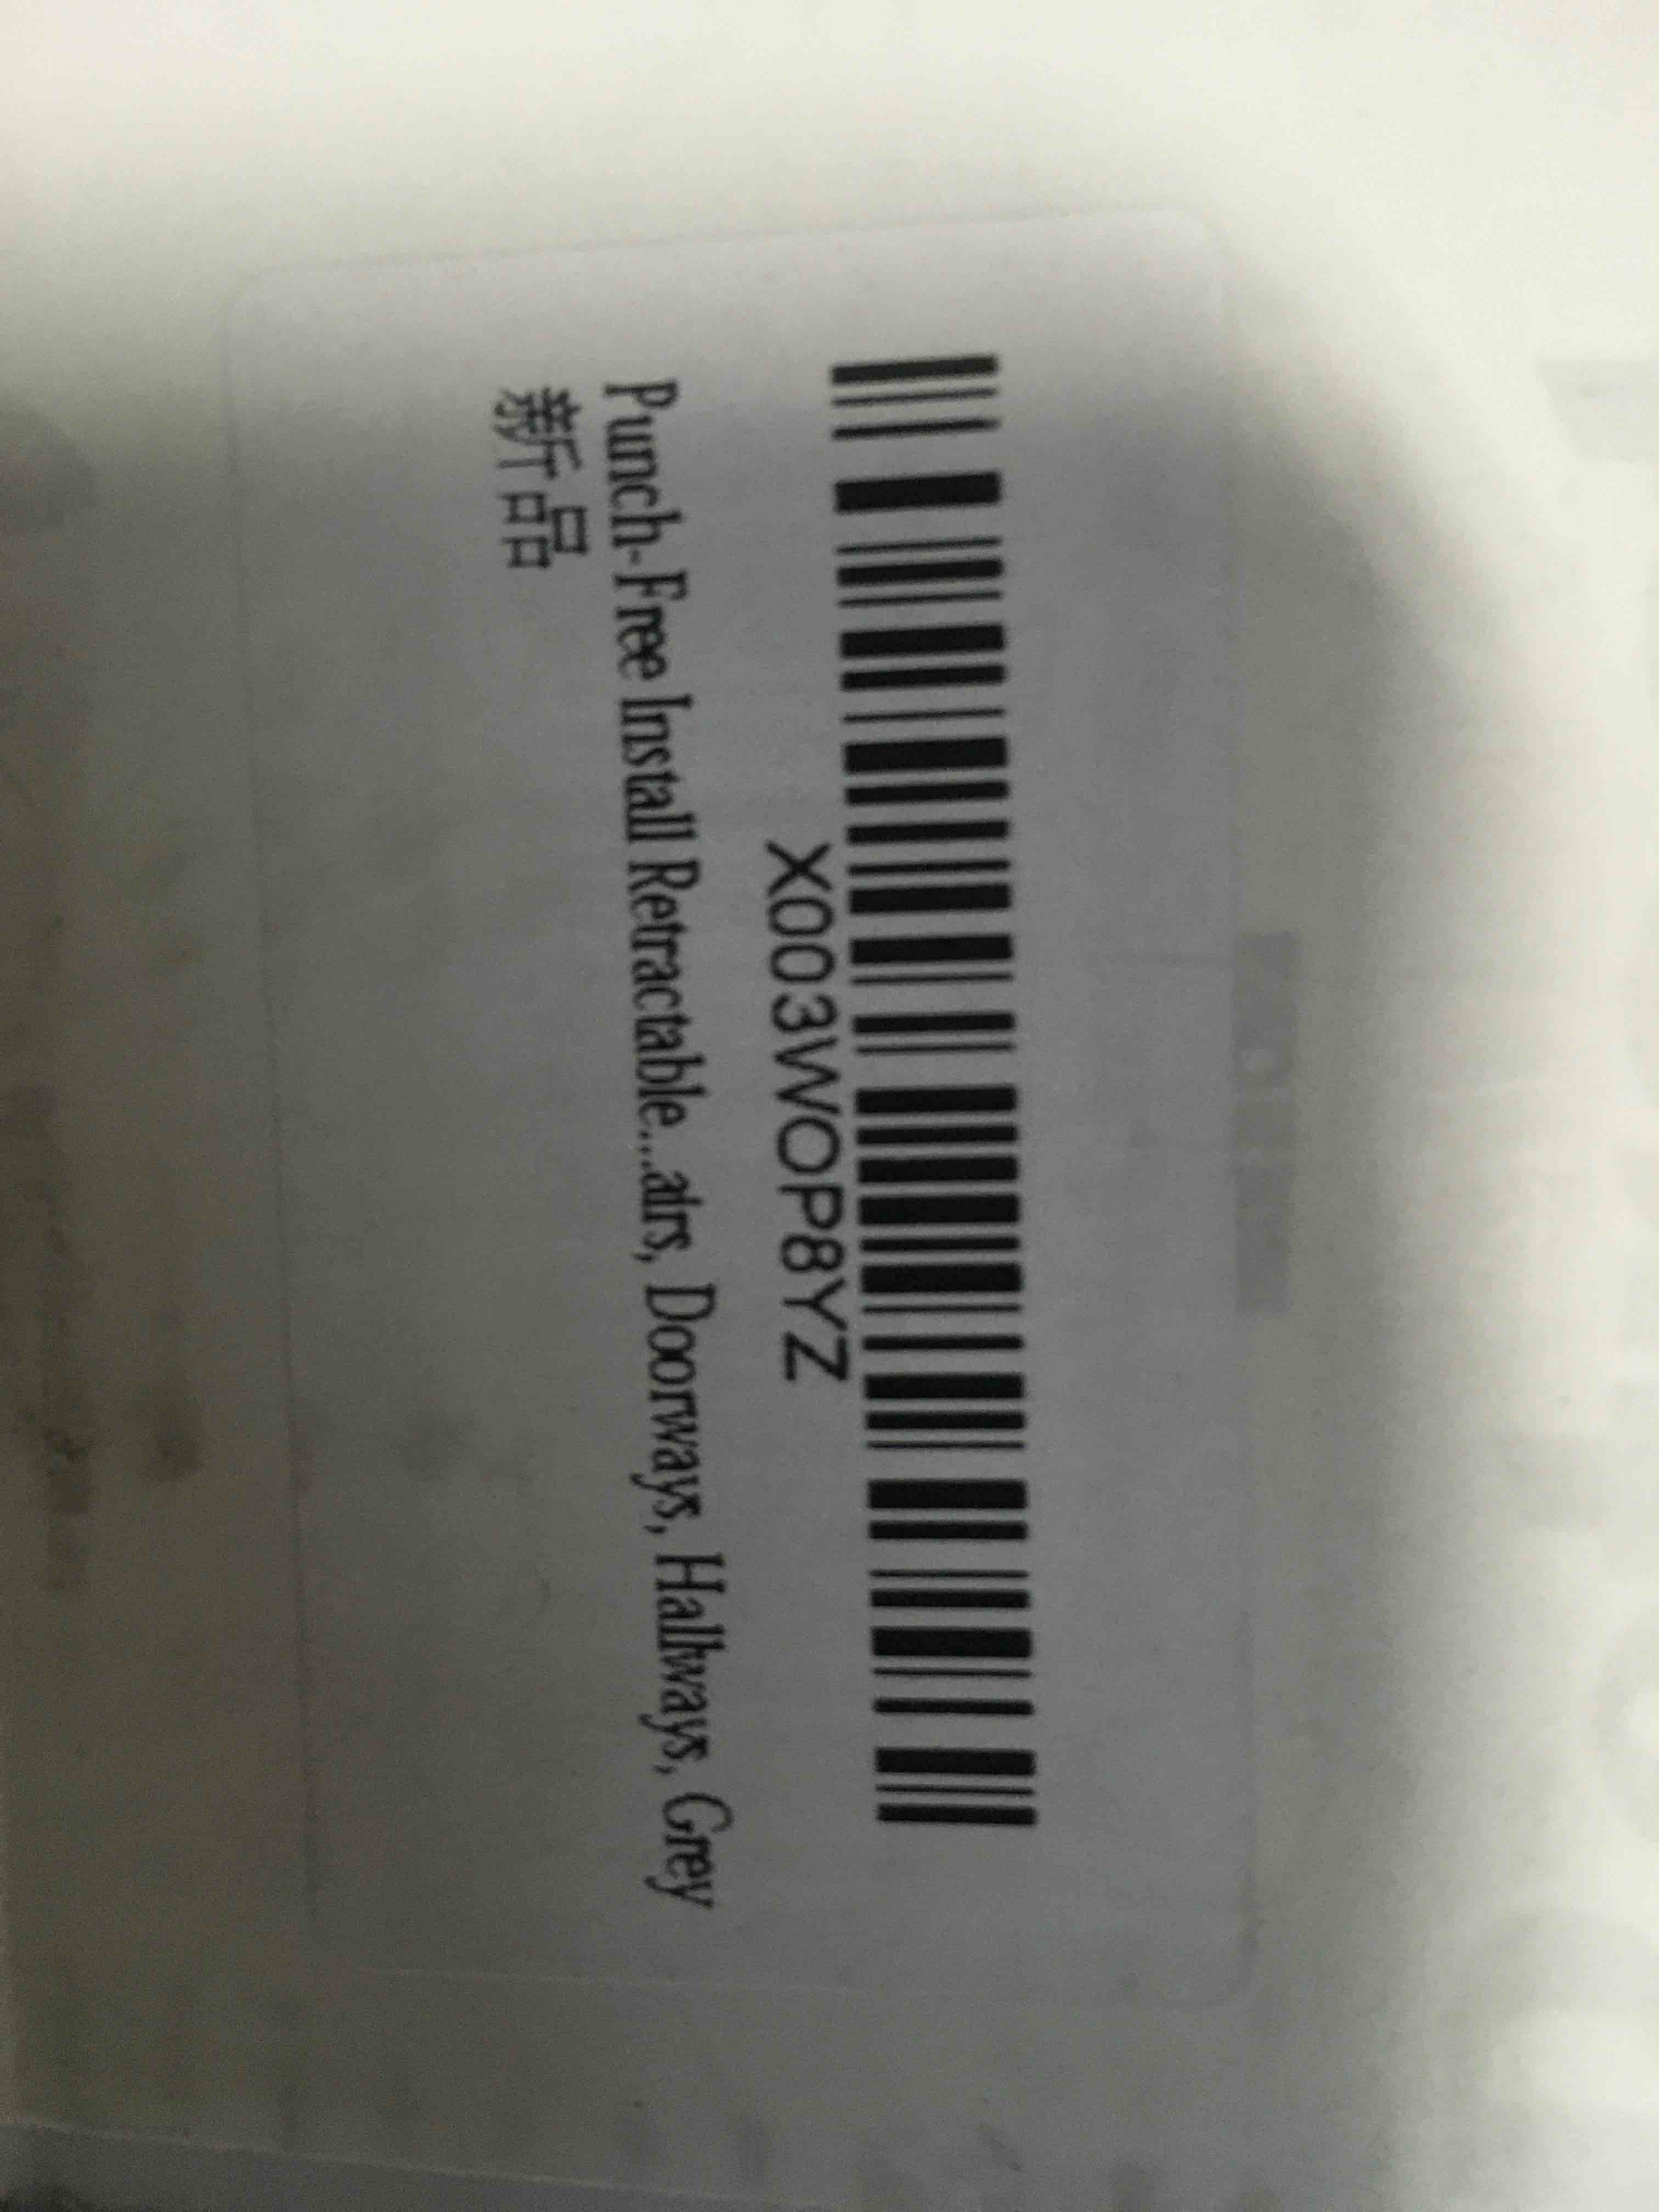 X003WOP8YZ
Punch-Free Install Retractable...airs, Doorways, Hallways, Grey
新品